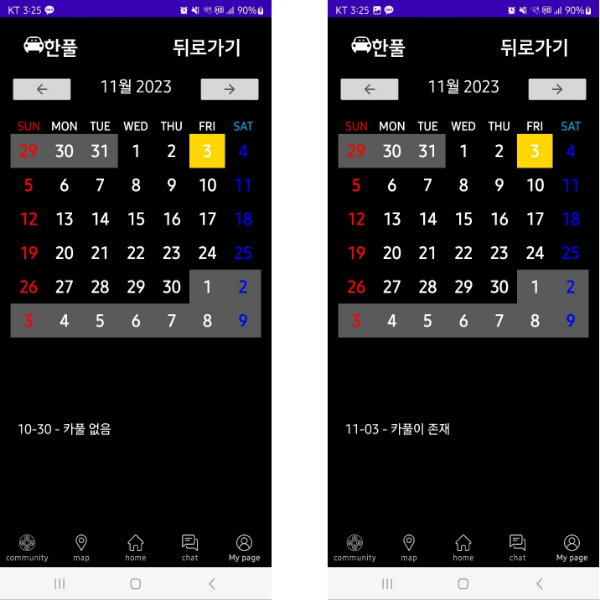 KT 3:25 90%
한풀 뒤로가기
11월 2023
SUN MON TUE WED THU FRI SAT
29 30 31 1 2 3 4
5 6 7 8 9 10 11
12 13 14 15 16 17 18
19 20 21 22 23 24 25
26 27 28 29 30 1 2
3 4 5 6 7 8 9
10-30 - 카풀 없음
community map home chat My page
KT 3:25 90%
한풀 뒤로가기
11월 2023
SUN MON TUE WED THU FRI SAT
29 30 31 1 2 3 4
5 6 7 8 9 10 11
12 13 14 15 16 17 18
19 20 21 22 23 24 25
26 27 28 29 30 1 2
3 4 5 6 7 8 9
11-03 - 카풀이 존재
community map home chat My page